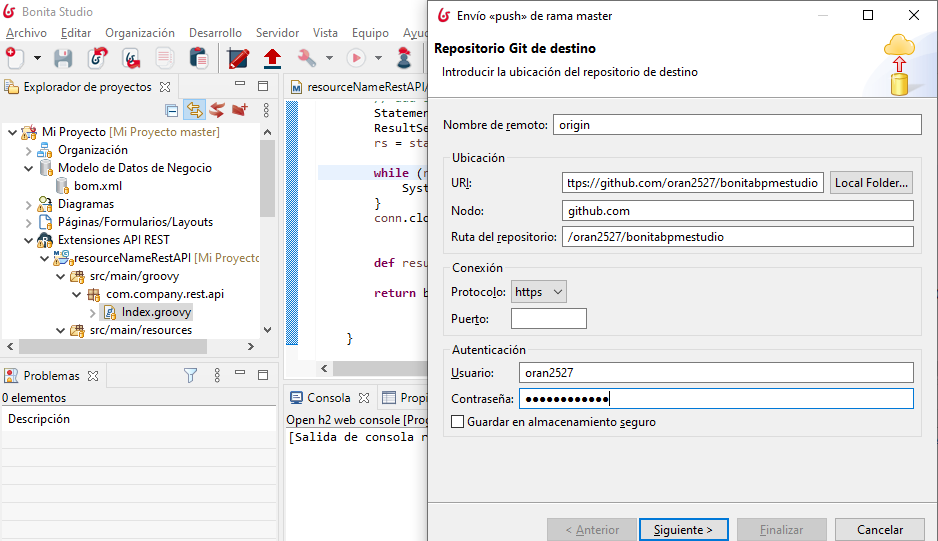 Bonita Studio
Archivo Editar Organización Desarrollo Servidor Vista Equipo Ayu
Explorador de proyectos
Mi Proyecto [Mi Proyecto master]
Organización
Modelo de Datos de Negocio
bom.xml
Diagramas
Páginas/Formularios/Layouts
Extensiones API REST
resourceNameRestAPI [Mi Proyecto
src/main/groovy
com.company.rest.api
Index.groovy
src/main/resources
Problemas
0 elementos
Descripción
resourceNameRestAPI/
Statemen
ResultSe
rs = sta
while (n
Syst
}
conn.clo
def resu
return b
}
Consola
Propi
Open h2 web console [Prog
[Salida de consola r
Envío «push» de rama master
Repositorio Git de destino
Introducir la ubicación del repositorio de destino
Nombre de remoto: origin
Ubicación
URI: ttps://github.com/oran2527/bonitabpmestudio Local Folder...
Nodo: github.com
Ruta del repositorio: /oran2527/bonitabpmestudio
Conexión
Protocolo: https
Puerto:
Autenticación
Usuario: oran2527
Contraseña: ●●●●●●●●●●●●
Guardar en almacenamiento seguro
< Anterior Siguiente > Finalizar Cancelar